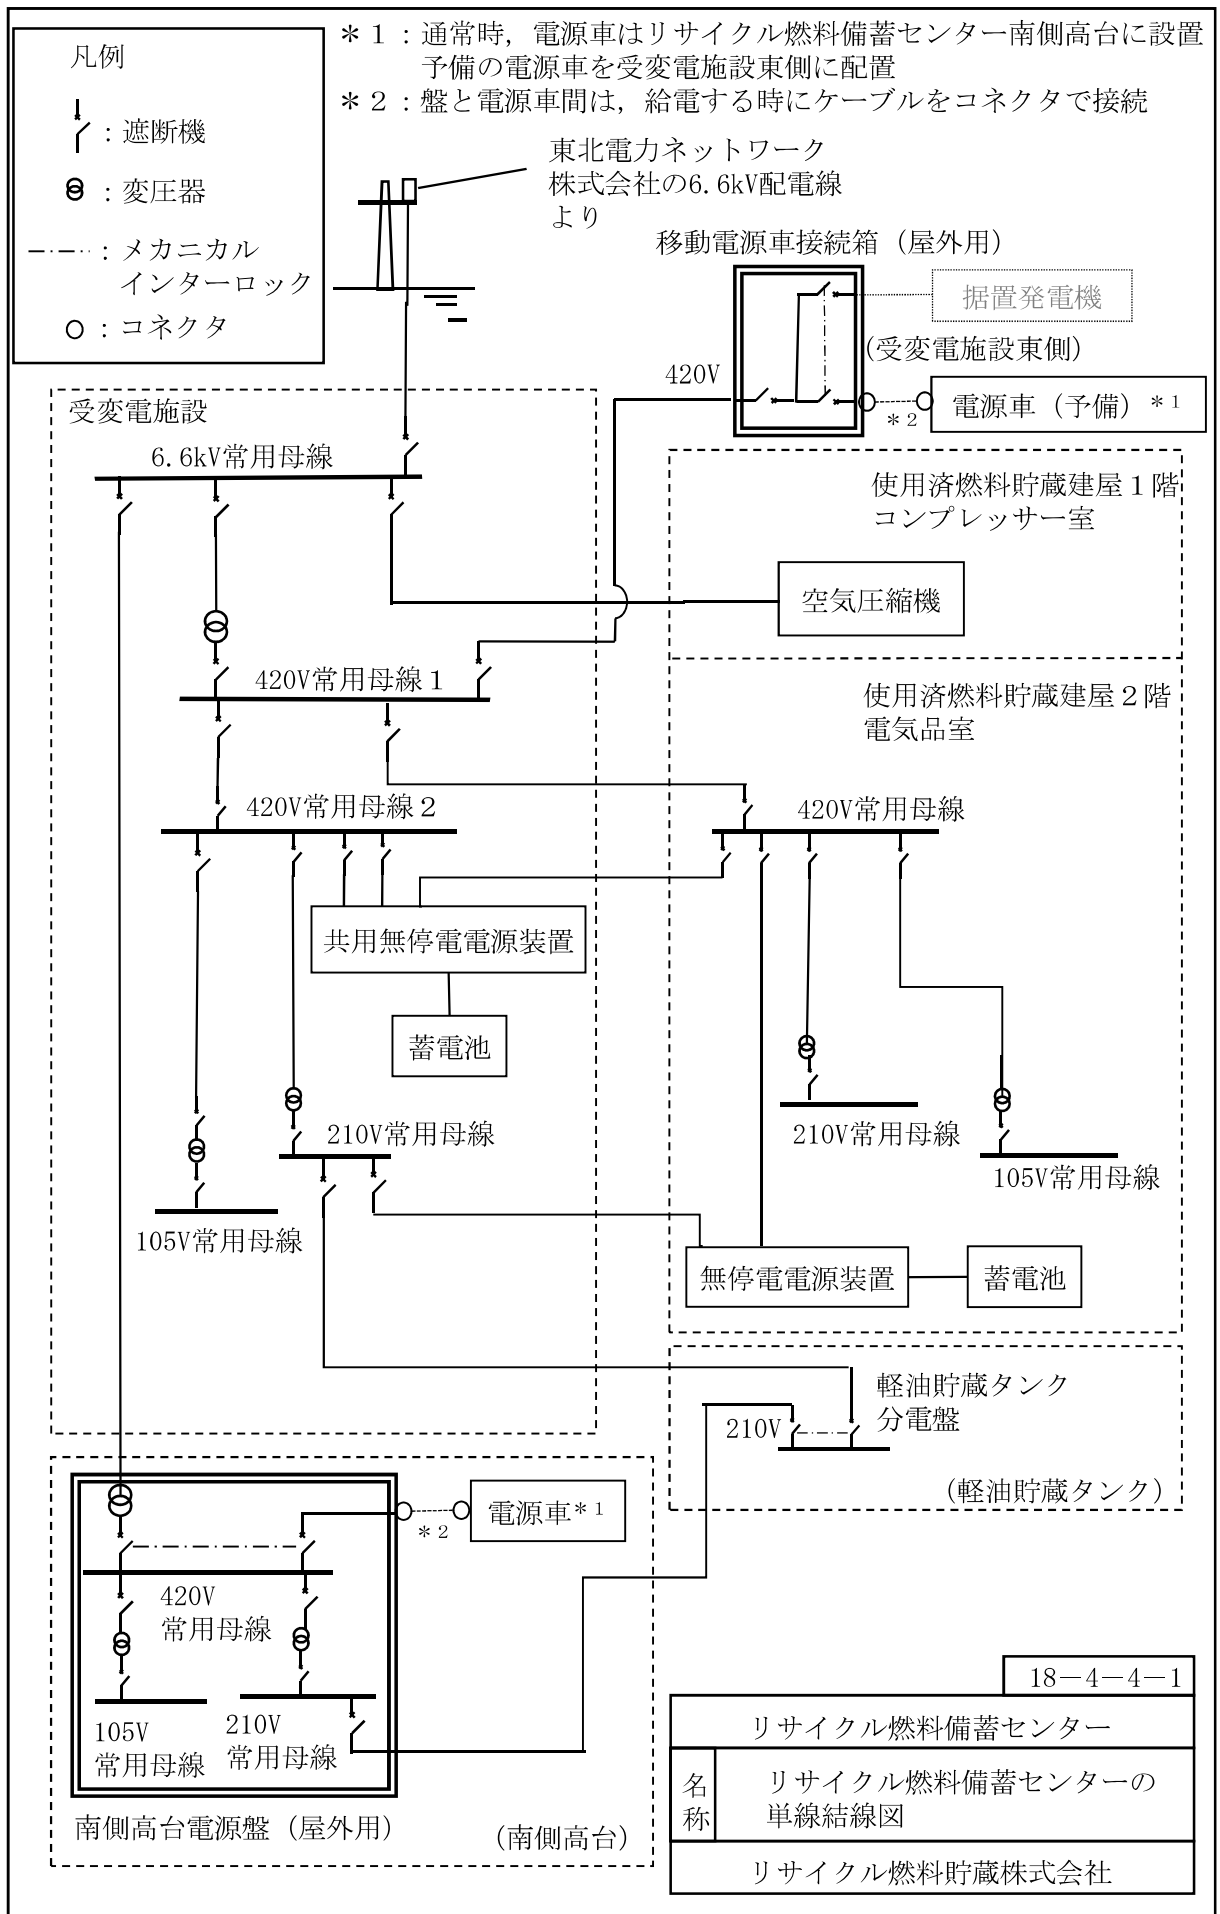 凡例
：遮断機
：変圧器
：メカニカル
インターロック
：コネクタ
＊１：通常時，電源車はリサイクル燃料備蓄センター南側高台に設置
予備の電源車を受変電施設東側に配置
＊２：盤と電源車間は，給電する時にケーブルをコネクタで接続
東北電力ネットワーク
株式会社の6.6kV配電線
より
移動電源車接続箱（屋外用）
据置発電機
（受変電施設東側）
420V
電源車（予備）＊１
＊２
受変電施設
6.6kV常用母線
使用済燃料貯蔵建屋１階
コンプレッサー室
空気圧縮機
420V常用母線１
使用済燃料貯蔵建屋２階
電気品室
420V常用母線２
420V常用母線
共用無停電電源装置
蓄電池
210V常用母線
210V常用母線
105V常用母線
105V常用母線
無停電電源装置
蓄電池
軽油貯蔵タンク
分電盤
210V
（軽油貯蔵タンク）
電源車＊１
＊２
420V
常用母線
105V
常用母線
210V
常用母線
南側高台電源盤（屋外用）
（南側高台）
18－4－4－1
リサイクル燃料備蓄センター
名称
リサイクル燃料備蓄センターの
単線結線図
リサイクル燃料貯蔵株式会社